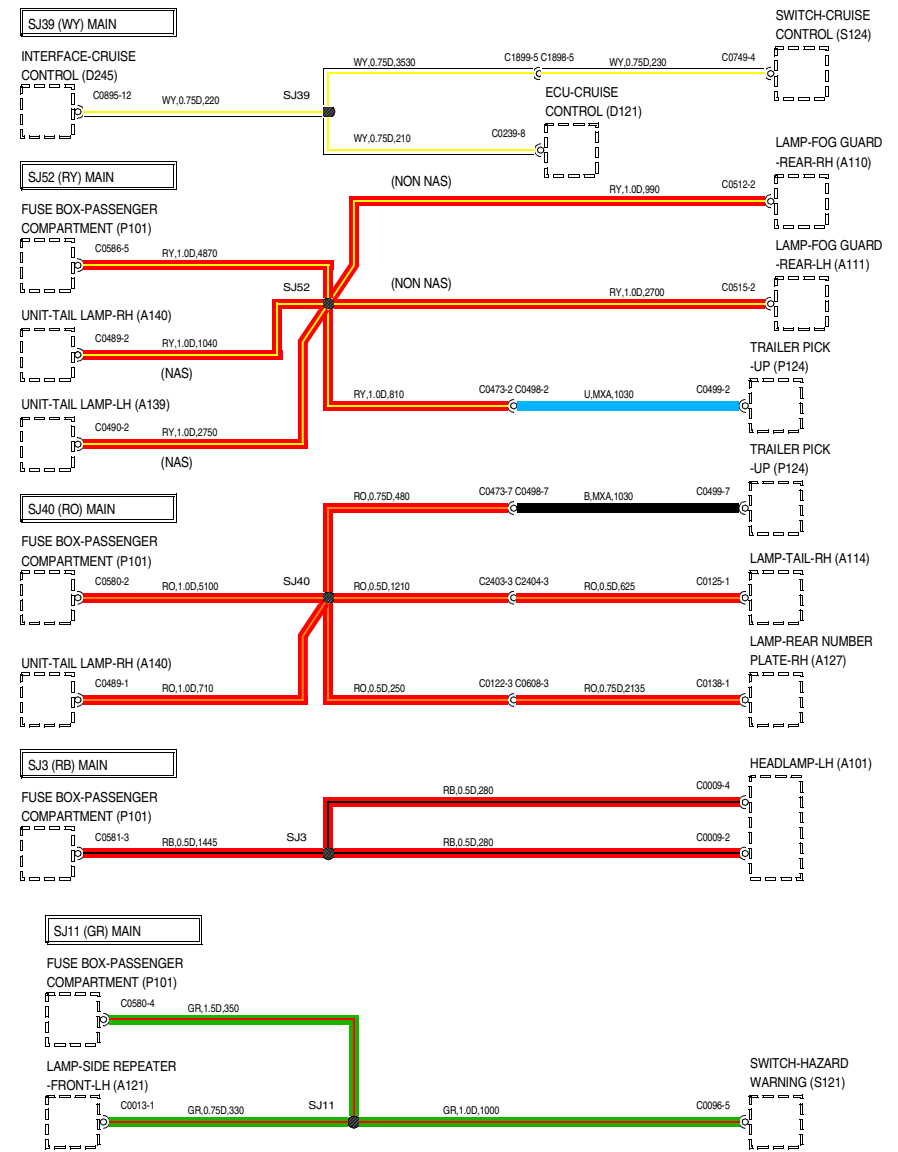 SJ39 (WY) MAIN
INTERFACE-CRUISE
CONTROL (D245)
C0895-12
WY,0.75D,220
SJ39
WY,0.75D,3530
C1899-5 C1898-5
WY,0.75D,230
C0749-4
SWITCH-CRUISE
CONTROL (S124)
WY,0.75D,210
C0239-8
ECU-CRUISE
CONTROL (D121)
SJ52 (RY) MAIN
FUSE BOX-PASSENGER
COMPARTMENT (P101)
C0586-5
RY,1.0D,4870
SJ52
(NON NAS)
RY,1.0D,990
C0512-2
LAMP-FOG GUARD
-REAR-RH (A110)
(NON NAS)
RY,1.0D,2700
C0515-2
LAMP-FOG GUARD
-REAR-LH (A111)
UNIT-TAIL LAMP-RH (A140)
C0489-2
RY,1.0D,1040
(NAS)
UNIT-TAIL LAMP-LH (A139)
C0490-2
RY,1.0D,2750
(NAS)
RY,1.0D,810
C0473-2 C0498-2
U,MXA,1030
C0499-2
TRAILER PICK
-UP (P124)
SJ40 (RO) MAIN
FUSE BOX-PASSENGER
COMPARTMENT (P101)
C0580-2
RO,1.0D,5100
SJ40
RO,0.75D,480
C0473-7 C0498-7
B,MXA,1030
C0499-7
TRAILER PICK
-UP (P124)
RO,0.5D,1210
C2403-3 C2404-3
RO,0.5D,625
C0125-1
LAMP-TAIL-RH (A114)
UNIT-TAIL LAMP-RH (A140)
C0489-1
RO,1.0D,710
RO,0.5D,250
C0122-3 C0608-3
RO,0.75D,2135
C0138-1
LAMP-REAR NUMBER
PLATE-RH (A127)
SJ3 (RB) MAIN
FUSE BOX-PASSENGER
COMPARTMENT (P101)
C0581-3
RB,0.5D,1445
SJ3
RB,0.5D,280
C0009-4
RB,0.5D,280
C0009-2
HEADLAMP-LH (A101)
SJ11 (GR) MAIN
FUSE BOX-PASSENGER
COMPARTMENT (P101)
C0580-4
GR,1.5D,350
LAMP-SIDE REPEATER
-FRONT-LH (A121)
C0013-1
GR,0.75D,330
SJ11
GR,1.0D,1000
C0096-5
SWITCH-HAZARD
WARNING (S121)